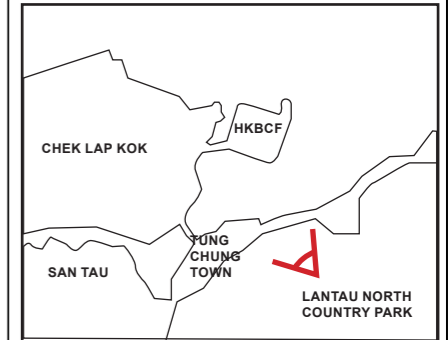 HKBCF
CHEK LAP KOK
TUNG
CHUNG
TOWN
SAN TAU
LANTAU NORTH
COUNTRY PARK